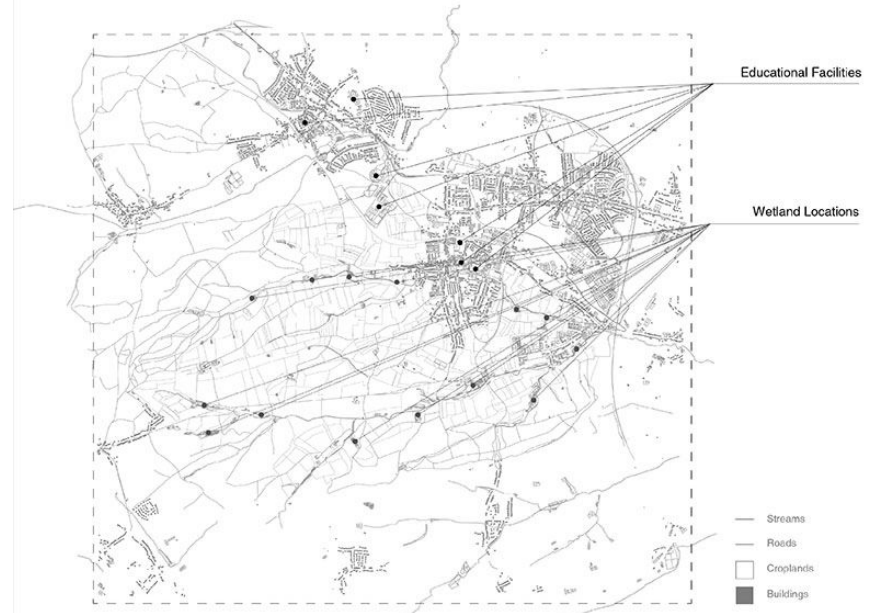 Educational Facilities
Wetland Locations
Streams
Roads
Croplands
Buildings